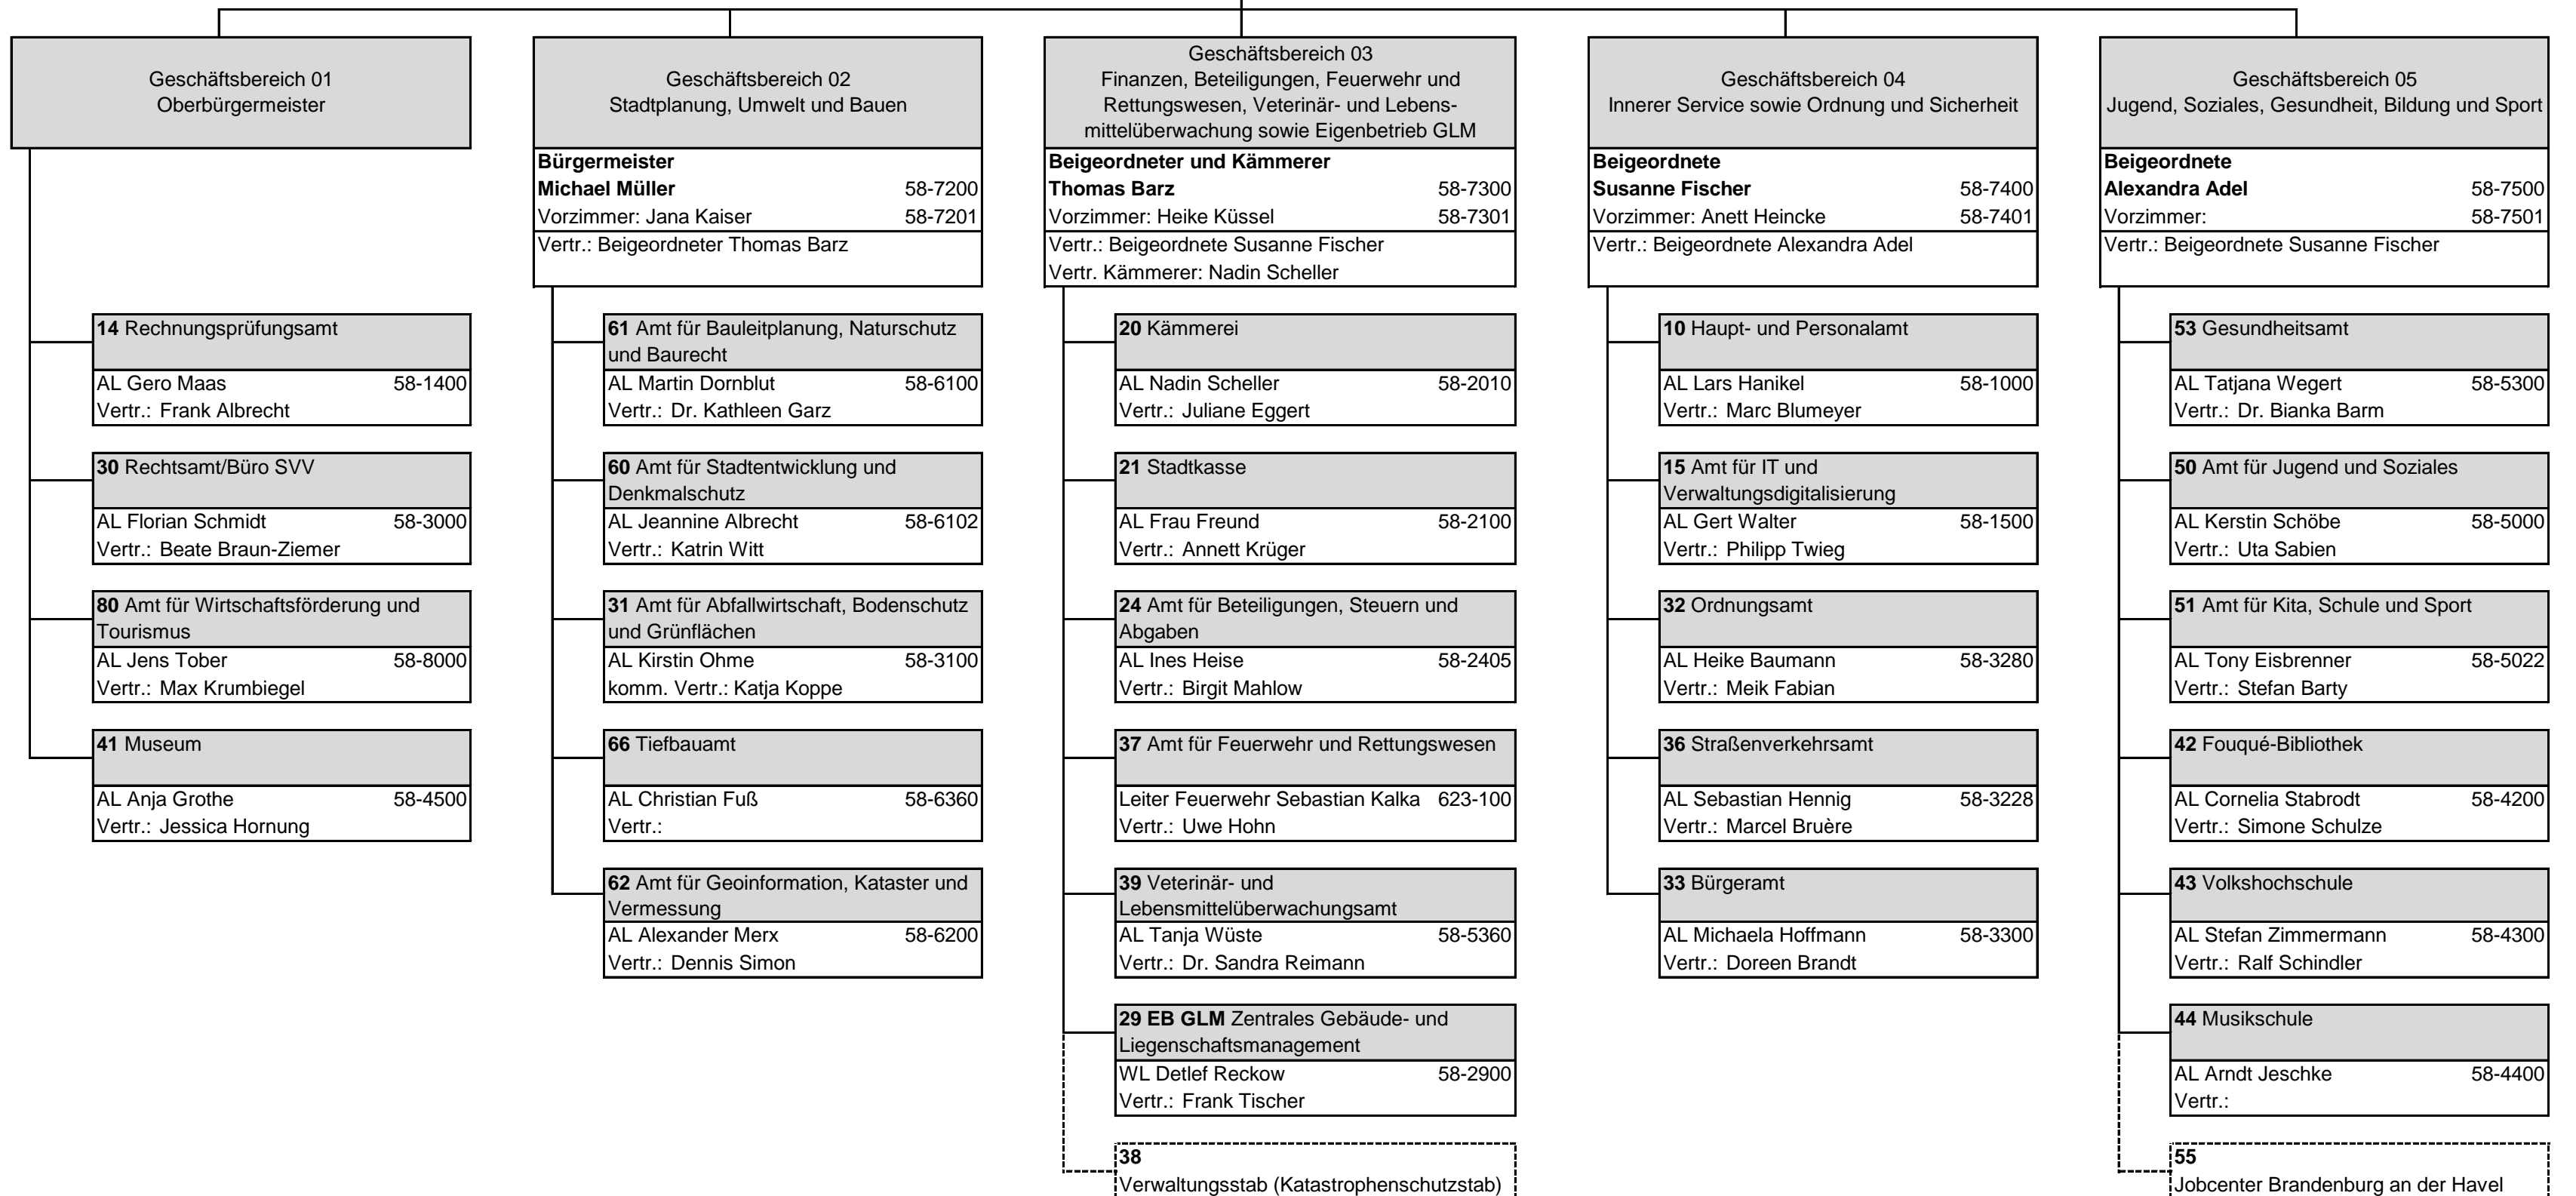 Geschäftsbereich 01
Oberbürgermeister
14 Rechnungsprüfungsamt
AL Gero Maas 58-1400
Vertr.: Frank Albrecht
30 Rechtsamt/Büro SVV
AL Florian Schmidt 58-3000
Vertr.: Beate Braun-Ziemer
80 Amt für Wirtschaftsförderung und
Tourismus
AL Jens Tober 58-8000
Vertr.: Max Krumbiegel
41 Museum
AL Anja Grothe 58-4500
Vertr.: Jessica Hornung
Geschäftsbereich 02
Stadtplanung, Umwelt und Bauen
Bürgermeister
Michael Müller 58-7200
Vorzimmer: Jana Kaiser 58-7201
Vertr.: Beigeordneter Thomas Barz
61 Amt für Bauleitplanung, Naturschutz
und Baurecht
AL Martin Dornblut 58-6100
Vertr.: Dr. Kathleen Garz
60 Amt für Stadtentwicklung und
Denkmalschutz
AL Jeannine Albrecht 58-6102
Vertr.: Katrin Witt
31 Amt für Abfallwirtschaft, Bodenschutz
und Grünflächen
AL Kirstin Ohme 58-3100
komm. Vertr.: Katja Koppe
66 Tiefbauamt
AL Christian Fuß 58-6360
Vertr.:
62 Amt für Geoinformation, Kataster und
Vermessung
AL Alexander Merx 58-6200
Vertr.: Dennis Simon
Geschäftsbereich 03
Finanzen, Beteiligungen, Feuerwehr und
Rettungswesen, Veterinär- und Lebens-
mittelüberwachung sowie Eigenbetrieb GLM
Beigeordneter und Kämmerer
Thomas Barz 58-7300
Vorzimmer: Heike Küssel 58-7301
Vertr.: Beigeordnete Susanne Fischer
Vertr. Kämmerer: Nadin Scheller
20 Kämmerei
AL Nadin Scheller 58-2010
Vertr.: Juliane Eggert
21 Stadtkasse
AL Frau Freund 58-2100
Vertr.: Annett Krüger
24 Amt für Beteiligungen, Steuern und
Abgaben
AL Ines Heise 58-2405
Vertr.: Birgit Mahlow
37 Amt für Feuerwehr und Rettungswesen
Leiter Feuerwehr Sebastian Kalka 623-100
Vertr.: Uwe Hohn
39 Veterinär- und
Lebensmittelüberwachungsamt
AL Tanja Wüste 58-5360
Vertr.: Dr. Sandra Reimann
29 EB GLM Zentrales Gebäude- und
Liegenschaftsmanagement
WL Detlef Reckow 58-2900
Vertr.: Frank Tischer
38
Verwaltungsstab (Katastrophenschutzstab)
Geschäftsbereich 04
Innerer Service sowie Ordnung und Sicherheit
Beigeordnete
Susanne Fischer 58-7400
Vorzimmer: Anett Heincke 58-7401
Vertr.: Beigeordnete Alexandra Adel
10 Haupt- und Personalamt
AL Lars Hanikel 58-1000
Vertr.: Marc Blumeyer
15 Amt für IT und
Verwaltungsdigitalisierung
AL Gert Walter 58-1500
Vertr.: Philipp Twieg
32 Ordnungsamt
AL Heike Baumann 58-3280
Vertr.: Meik Fabian
36 Straßenverkehrsamt
AL Sebastian Hennig 58-3228
Vertr.: Marcel Bruère
33 Bürgeramt
AL Michaela Hoffmann 58-3300
Vertr.: Doreen Brandt
Geschäftsbereich 05
Jugend, Soziales, Gesundheit, Bildung und Sport
Beigeordnete
Alexandra Adel 58-7500
Vorzimmer: 58-7501
Vertr.: Beigeordnete Susanne Fischer
53 Gesundheitsamt
AL Tatjana Wegert 58-5300
Vertr.: Dr. Bianka Barm
50 Amt für Jugend und Soziales
AL Kerstin Schöbe 58-5000
Vertr.: Uta Sabien
51 Amt für Kita, Schule und Sport
AL Tony Eisbrenner 58-5022
Vertr.: Stefan Barty
42 Fouqué-Bibliothek
AL Cornelia Stabrodt 58-4200
Vertr.: Simone Schulze
43 Volkshochschule
AL Stefan Zimmermann 58-4300
Vertr.: Ralf Schindler
44 Musikschule
AL Arndt Jeschke 58-4400
Vertr.:
55
Jobcenter Brandenburg an der Havel